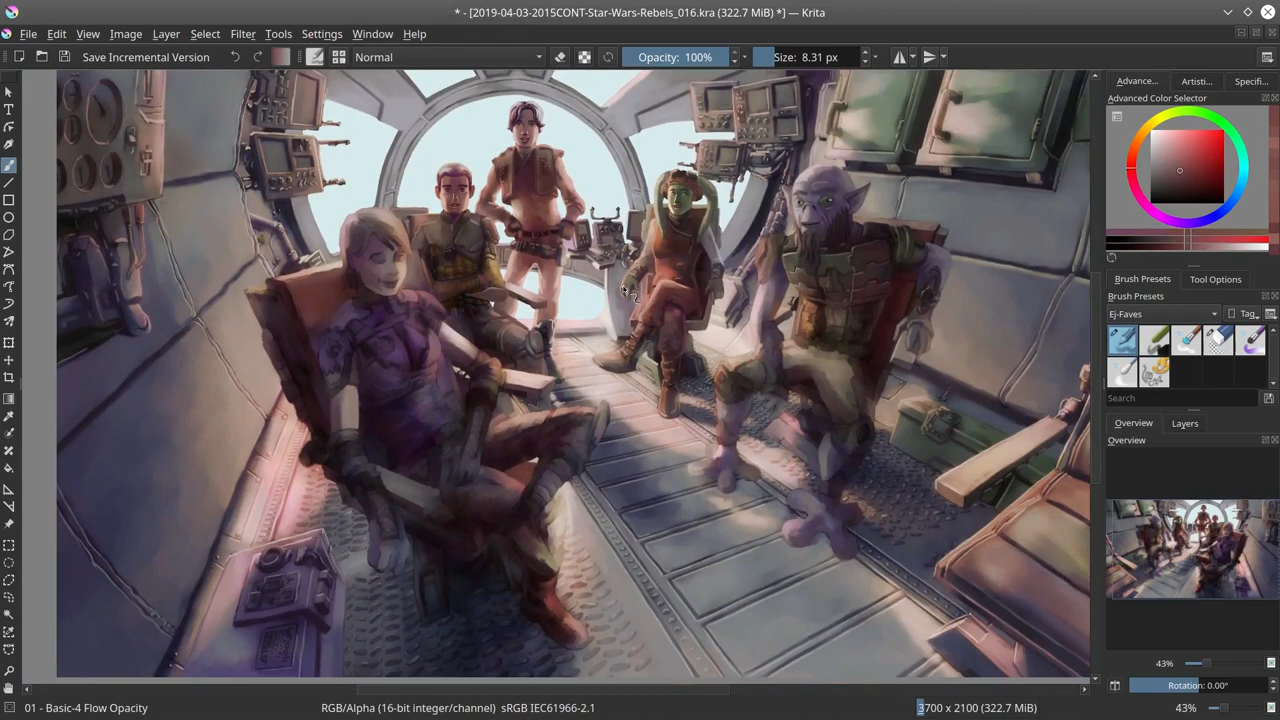 * - [2019-04-03-2015CONT-Star-Wars-Rebels_016.kra (322.7 MiB) *] — Krita
File Edit View Image Layer Select Filter Tools Settings Window Help
Save Incremental Version Normal Opacity: 100% Size: 8.31 px
Advance... Artisti... Specifi...
Advanced Color Selector
Brush Presets Tool Options
Brush Presets
Ej-Faves Tag
Search
Overview Layers
Overview
43%
Rotation: 0.00°
01 - Basic-4 Flow Opacity RGB/Alpha (16-bit integer/channel) sRGB IEC61966-2.1 3700 x 2100 (322.7 MiB) 43%